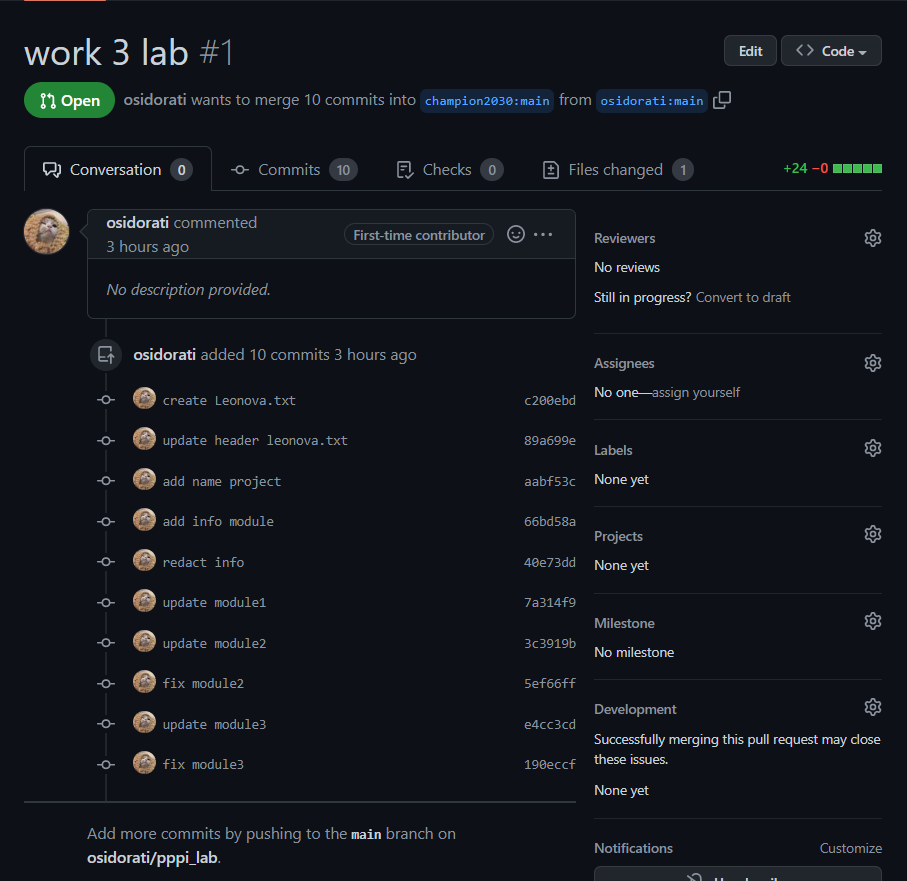 work 3 lab #1
Edit
Code
Open
osidorati wants to merge 10 commits into champion2030:main from osidorati:main
Conversation 0
Commits 10
Checks 0
Files changed 1
+24 −0
osidorati commented
3 hours ago
First-time contributor
No description provided.
osidorati added 10 commits 3 hours ago
create Leonova.txt c200ebd
update header leonova.txt 89a699e
add name project aabf53c
add info module 66bd58a
redact info 40e73dd
update module1 7a314f9
update module2 3c3919b
fix module2 5ef66ff
update module3 e4cc3cd
fix module3 190eccf
Add more commits by pushing to the main branch on
osidorati/pppi_lab.
Reviewers
No reviews
Still in progress? Convert to draft
Assignees
No one—assign yourself
Labels
None yet
Projects
None yet
Milestone
No milestone
Development
Successfully merging this pull request may close
these issues.
None yet
Notifications
Customize